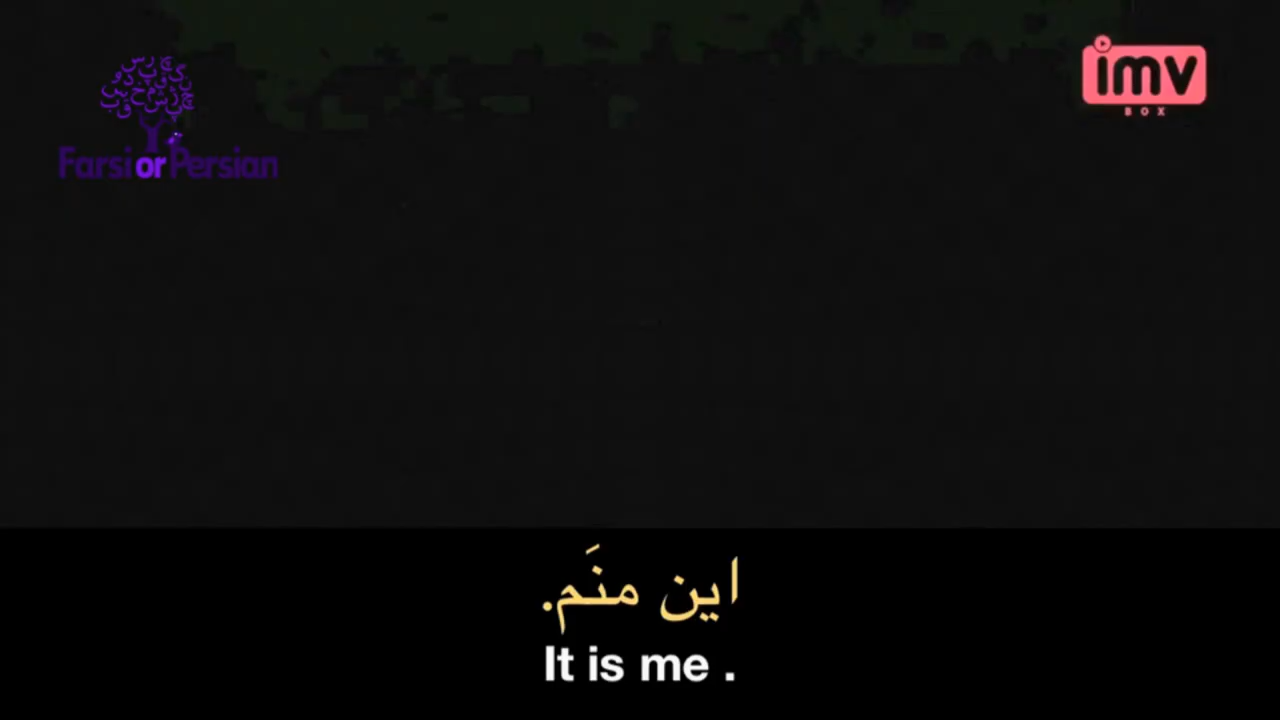 Farsi or Persian
imv
BOX
این منَم.
It is me .